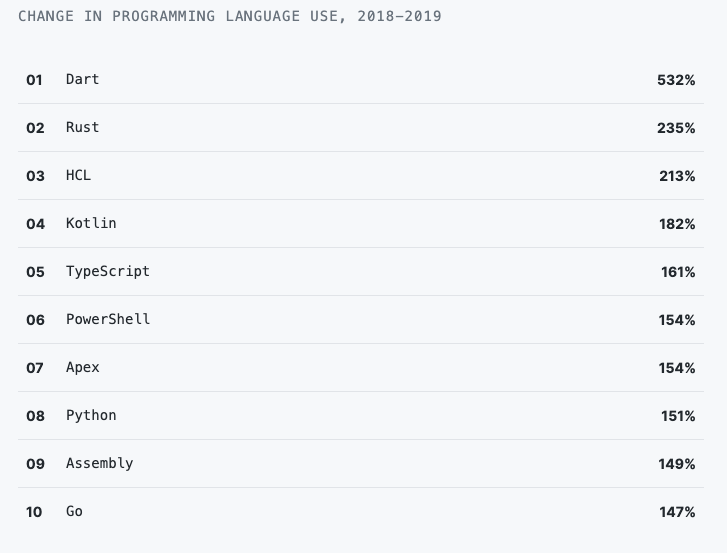 CHANGE IN PROGRAMMING LANGUAGE USE, 2018–2019
01 Dart 532%
02 Rust 235%
03 HCL 213%
04 Kotlin 182%
05 TypeScript 161%
06 PowerShell 154%
07 Apex 154%
08 Python 151%
09 Assembly 149%
10 Go 147%